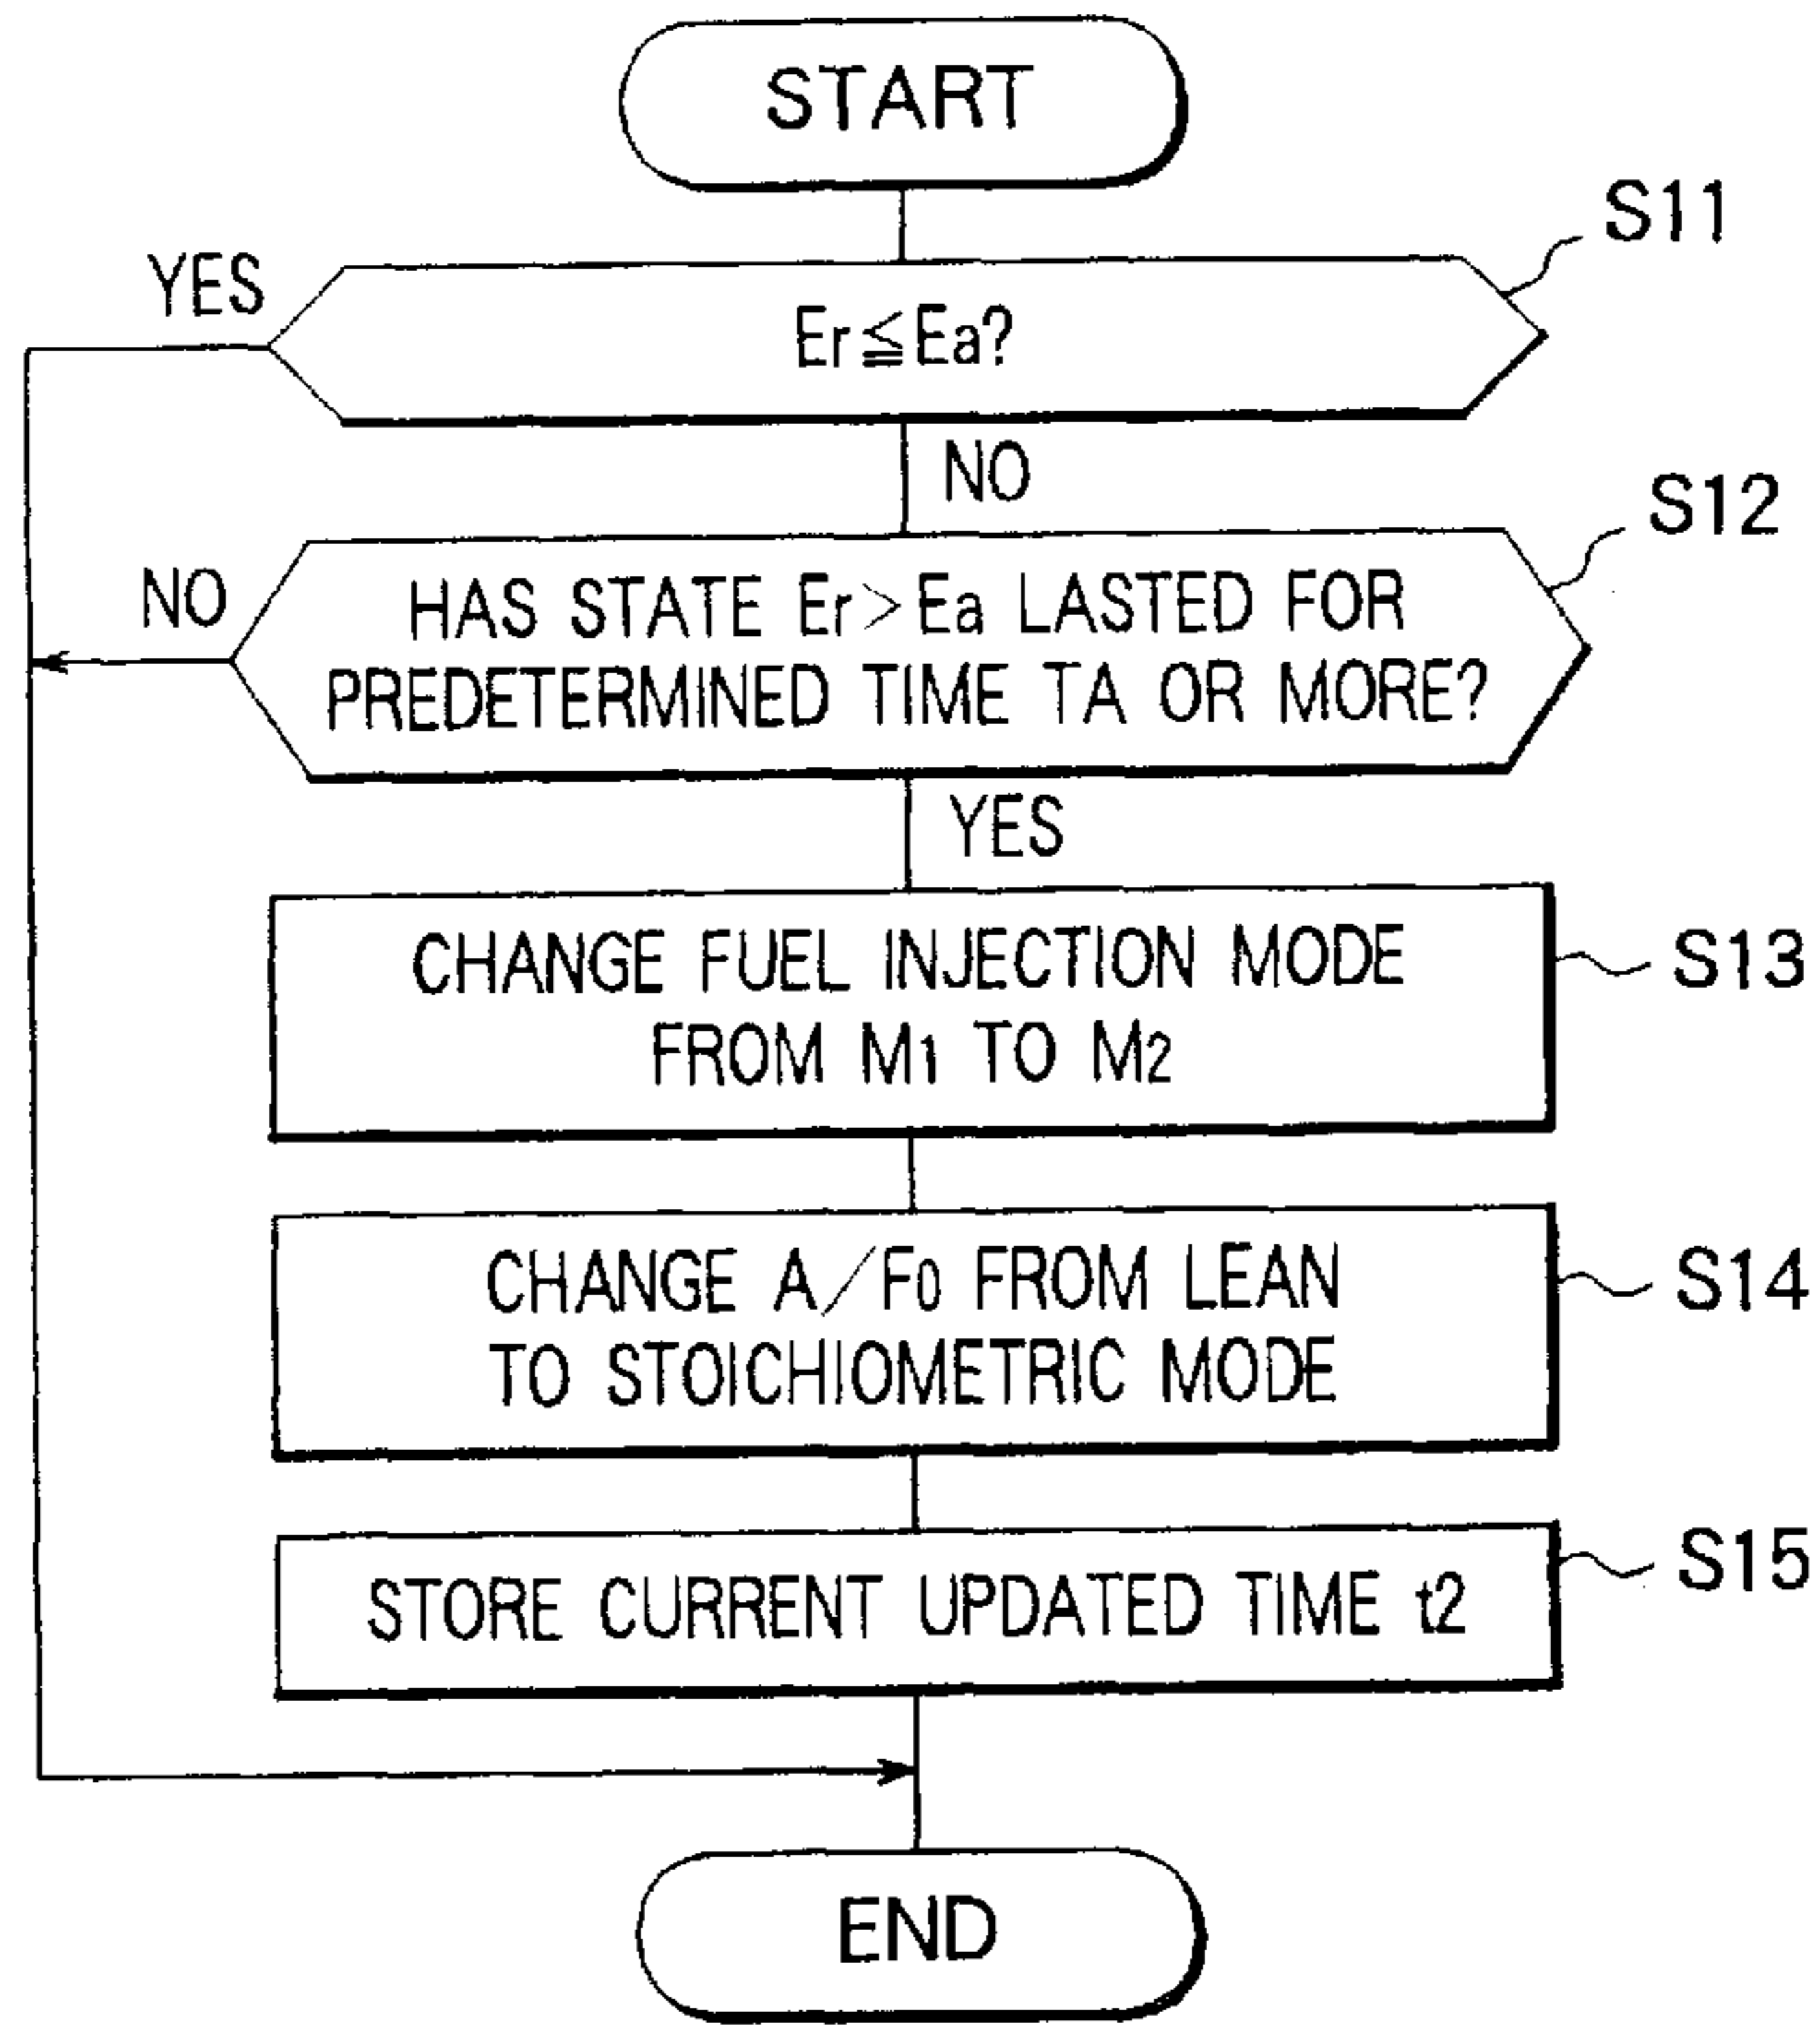 START
S11
YES
Er≦Ea?
NO
S12
NO
HAS STATE Er>Ea LASTED FOR
PREDETERMINED TIME TA OR MORE?
YES
CHANGE FUEL INJECTION MODE
FROM M1 TO M2
S13
CHANGE A/F0 FROM LEAN
TO STOICHIOMETRIC MODE
S14
STORE CURRENT UPDATED TIME t2
S15
END